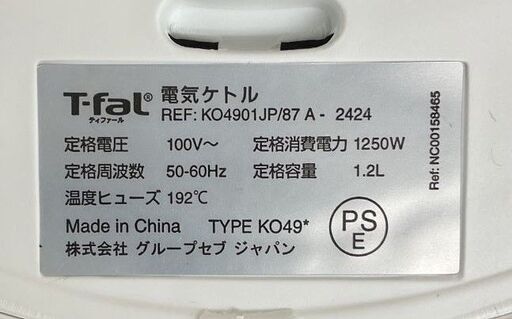 T-fal® 電気ケトル
ティファール REF: KO4901JP/87 A - 2424
定格電圧 100V～ 定格消費電力 1250W
定格周波数 50-60Hz 定格容量 1.2L
温度ヒューズ 192℃
Made in China TYPE KO49*
株式会社 グループセブ ジャパン
PS
E
Ref: NC00158465